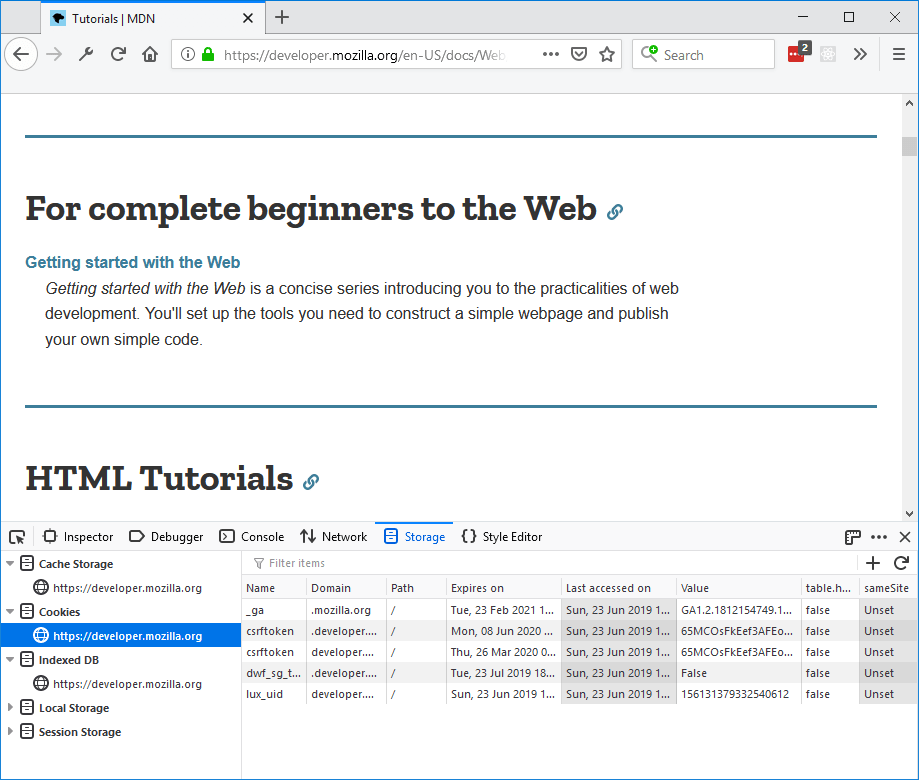 Tutorials | MDN
https://developer.mozilla.org/en-US/docs/Web
Search
2
For complete beginners to the Web
Getting started with the Web
Getting started with the Web is a concise series introducing you to the practicalities of web
development. You'll set up the tools you need to construct a simple webpage and publish
your own simple code.
HTML Tutorials
Inspector Debugger Console Network Storage Style Editor
Cache Storage
https://developer.mozilla.org
Cookies
https://developer.mozilla.org
Indexed DB
https://developer.mozilla.org
Local Storage
Session Storage
Filter items
Name Domain Path Expires on Last accessed on Value table.h... sameSite
_ga .mozilla.org / Tue, 23 Feb 2021 1... Sun, 23 Jun 2019 1... GA1.2.1812154749.1... false Unset
csrftoken .developer.... / Mon, 08 Jun 2020 ... Sun, 23 Jun 2019 1... 65MCOsFkEef3AFEo... false Unset
csrftoken developer.... / Thu, 26 Mar 2020 0... Sun, 23 Jun 2019 1... 65MCOsFkEef3AFEo... false Unset
dwf_sg_t... .developer.... / Tue, 23 Jul 2019 18... Sun, 23 Jun 2019 1... False false Unset
lux_uid developer.... / Sun, 23 Jun 2019 1... Sun, 23 Jun 2019 1... 156131379332540612 false Unset